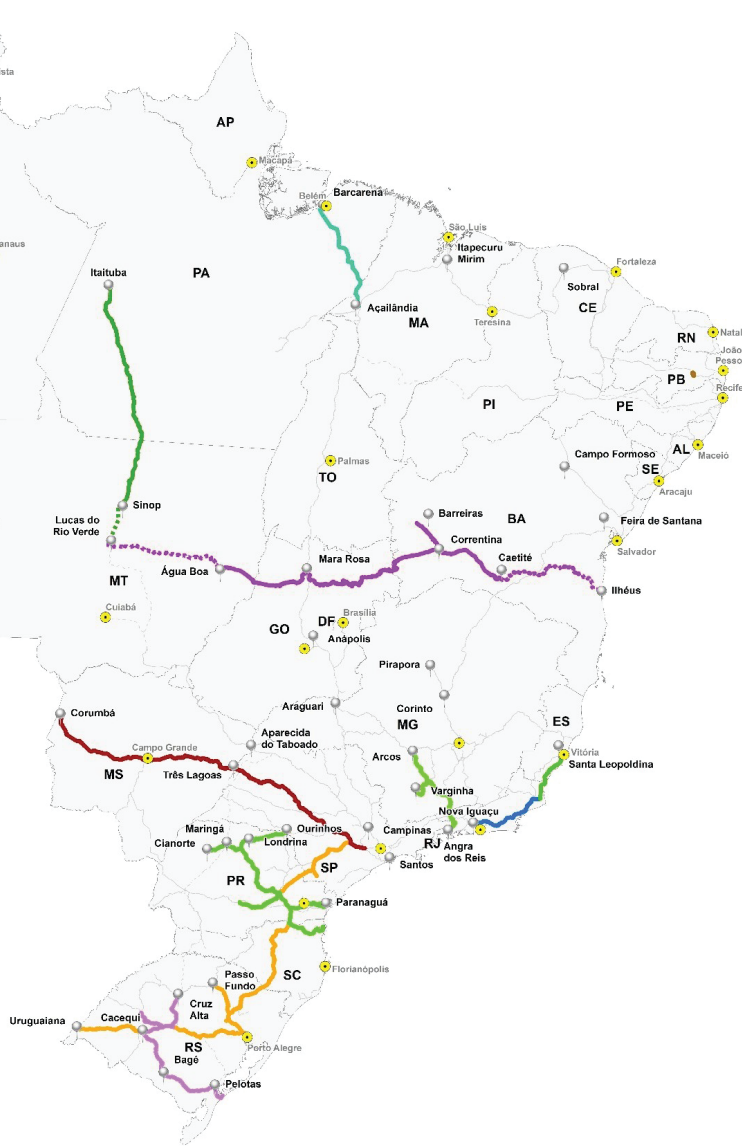 ista
AP
Macapá
Belém
Barcarena
São Luís
anaus
Itapecuru
Mirim
Fortaleza
Itaituba
PA
Sobral
Açailândia
CE
MA
Teresina
RN
Natal
João
Pesso
PB
Recife
PI
PE
AL
Maceió
Campo Formoso
SE
Palmas
TO
Aracaju
Sinop
Barreiras
BA
Feira de Santana
Lucas do
Rio Verde
Correntina
Salvador
Caetité
Mara Rosa
Água Boa
MT
Ilhéus
Cuiabá
Brasília
DF
GO
Anápolis
Pirapora
Araguari
Corinto
Corumbá
MG
ES
Aparecida
do Taboado
Campo Grande
Arcos
Vitória
Santa Leopoldina
MS
Três Lagoas
Varginha
Nova Iguaçu
Maringá
Ourinhos
Campinas
Cianorte
Londrina
RJ
Angra
dos Reis
SP
Santos
PR
Paranaguá
Florianópolis
SC
Passo
Fundo
Cruz
Alta
Uruguaiana
Cacequi
RS
Porto Alegre
Bagé
Pelotas